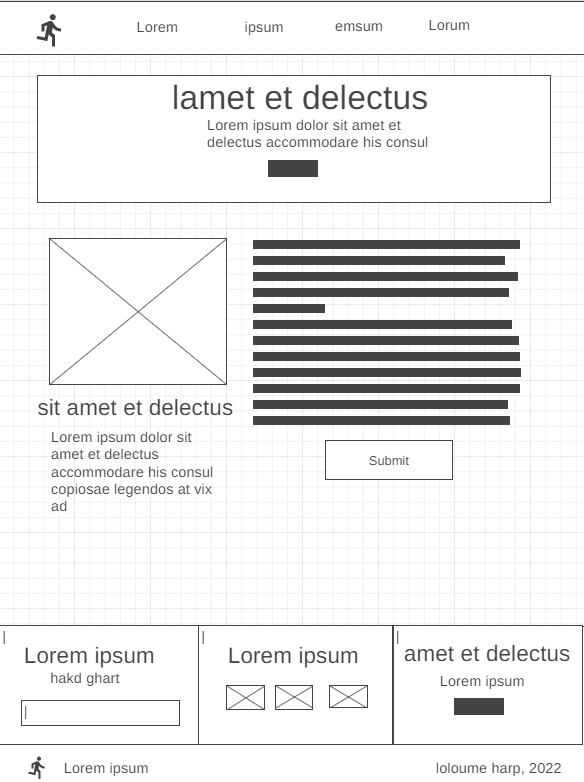 Lorem ipsum emsum Lorum
lamet et delectus
Lorem ipsum dolor sit amet et
delectus accommodare his consul
sit amet et delectus
Lorem ipsum dolor sit
amet et delectus
accommodare his consul
copiosae legendos at vix
ad
Submit
Lorem ipsum
hakd ghart
Lorem ipsum
amet et delectus
Lorem ipsum
Lorem ipsum
loloume harp, 2022